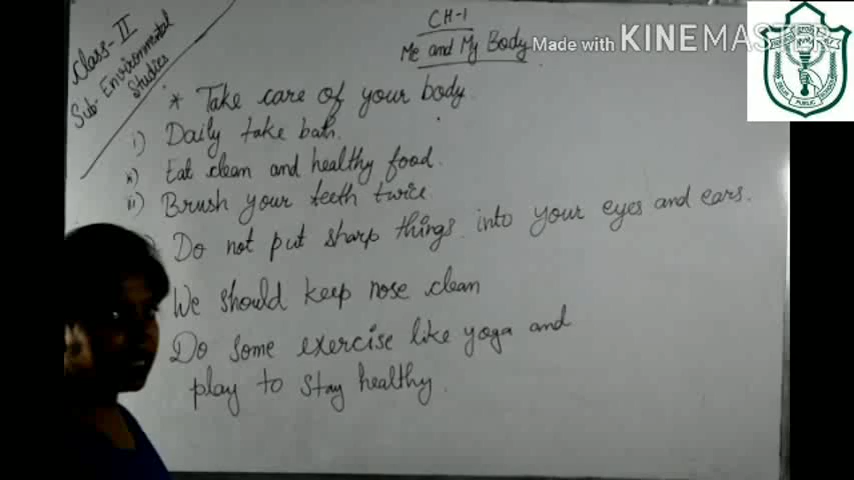 Class-II
Sub-Environmental
Studies
CH-1
Me and My Body
Made with KINEMASTER
* Take care of your body.
i) Daily take bath.
ii) Eat clean and healthy food.
iii) Brush your teeth twice
Do not put sharp things into your eyes and ears.
We should keep nose clean
Do some exercise like yoga and
play to stay healthy.